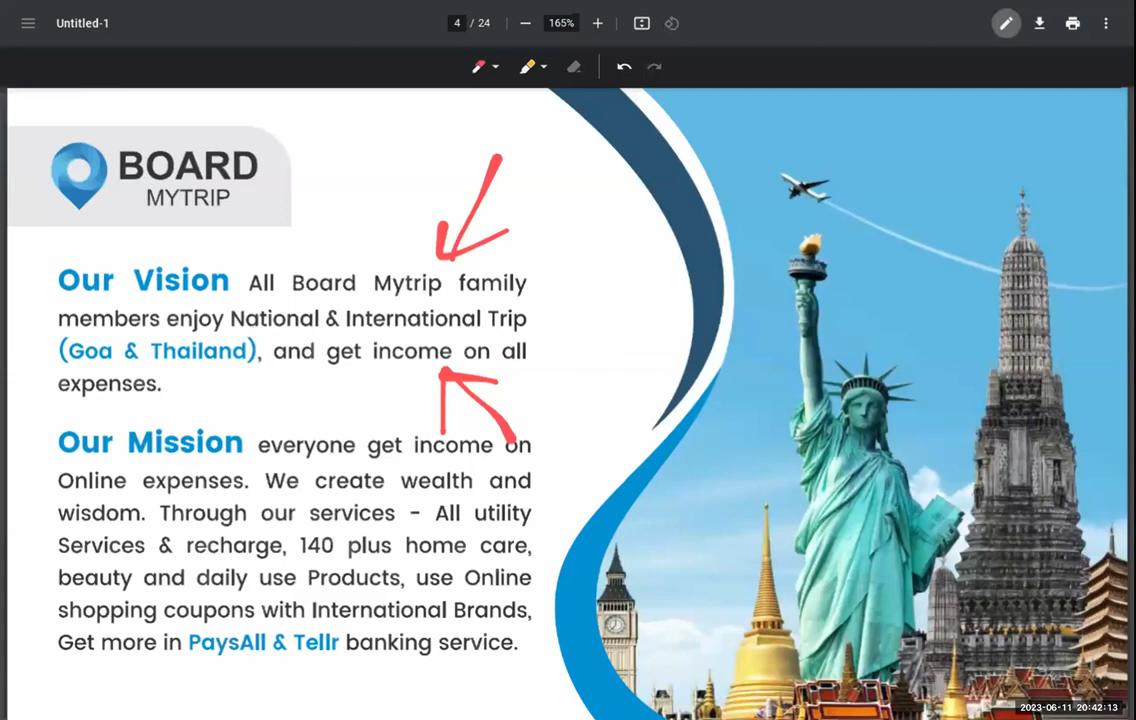 Untitled-1
4 / 24
165%
BOARD
MYTRIP
Our Vision All Board Mytrip family
members enjoy National & International Trip
(Goa & Thailand), and get income on all
expenses.
Our Mission everyone get income on
Online expenses. We create wealth and
wisdom. Through our services - All utility
Services & recharge, 140 plus home care,
beauty and daily use Products, use Online
shopping coupons with International Brands,
Get more in PaysAll & Tellr banking service.
2023-06-11 20:42:13